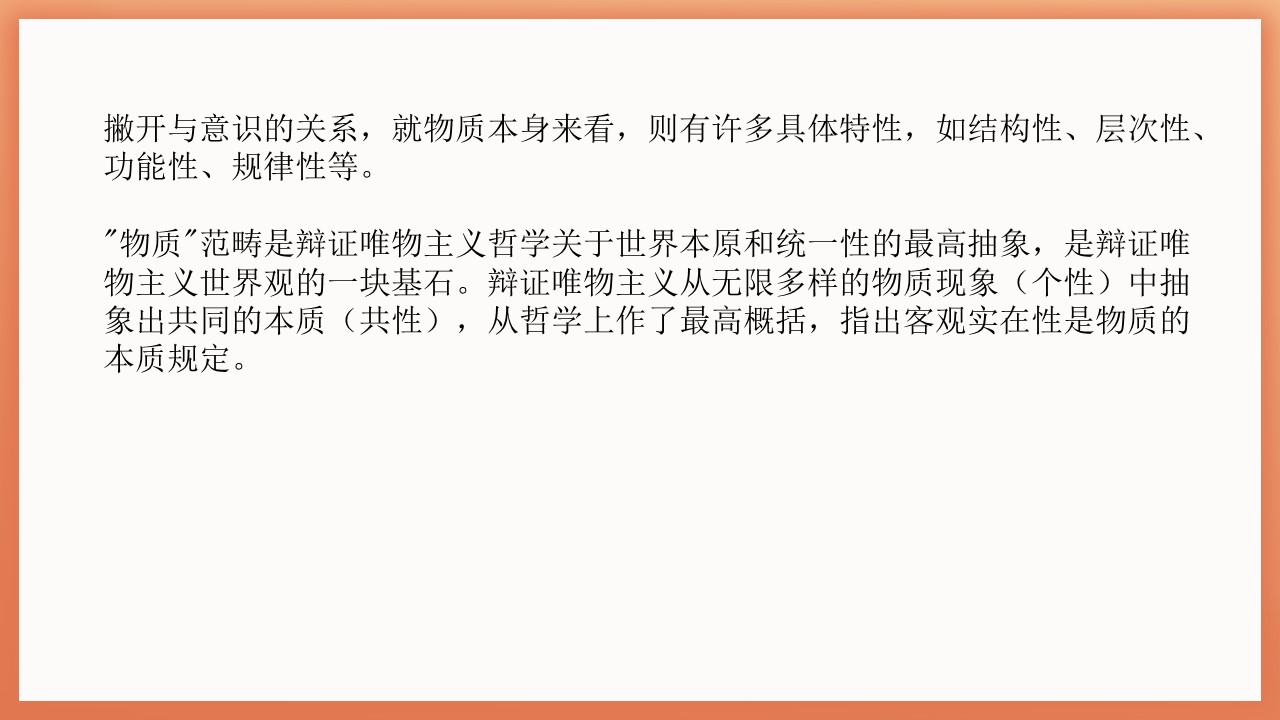 撇开与意识的关系，就物质本身来看，则有许多具体特性，如结构性、层次性、
功能性、规律性等。
"物质"范畴是辩证唯物主义哲学关于世界本原和统一性的最高抽象，是辩证唯
物主义世界观的一块基石。辩证唯物主义从无限多样的物质现象（个性）中抽
象出共同的本质（共性），从哲学上作了最高概括，指出客观实在性是物质的
本质规定。